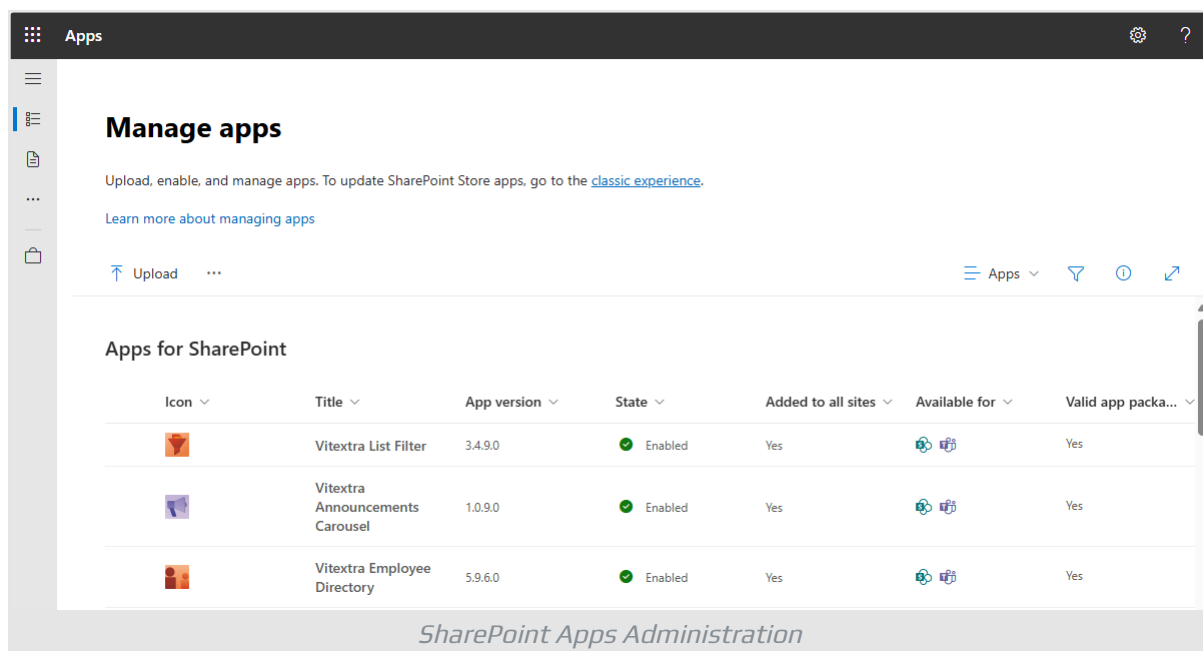 Apps
Manage apps
Upload, enable, and manage apps. To update SharePoint Store apps, go to the classic experience.
Learn more about managing apps
Upload
Apps
Apps for SharePoint
Icon Title App version State Added to all sites Available for Valid app packa...
Vitextra List Filter 3.4.9.0 Enabled Yes Yes
Vitextra
Announcements 1.0.9.0 Enabled Yes Yes
Carousel
Vitextra Employee
Directory 5.9.6.0 Enabled Yes Yes
SharePoint Apps Administration